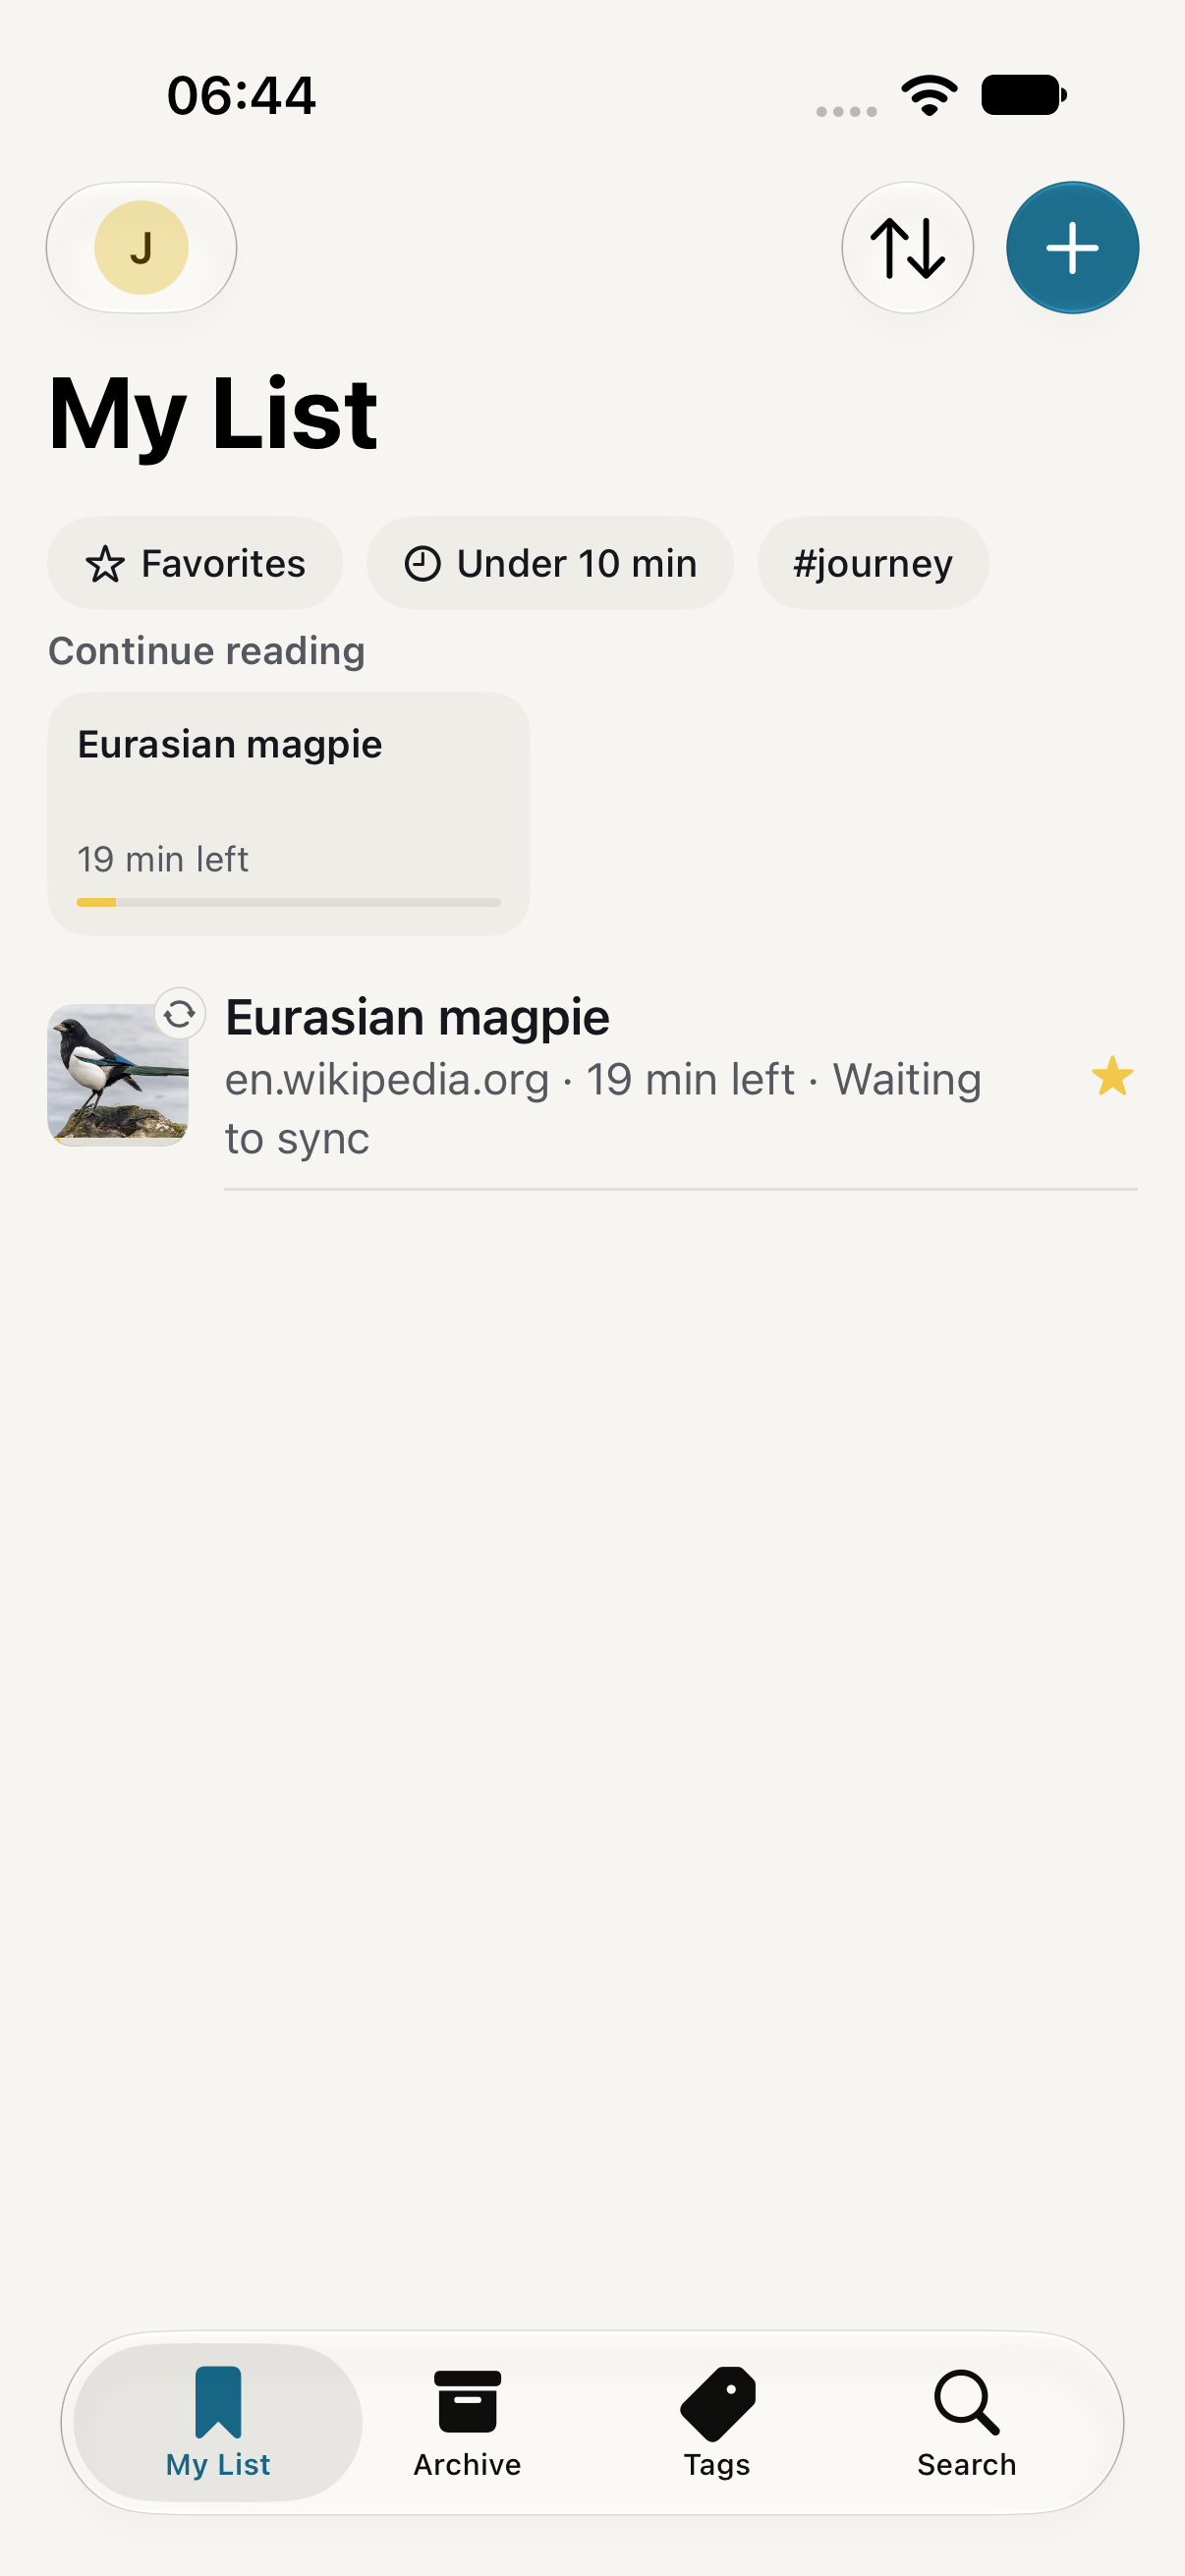 06:44
J
My List
Favorites
Under 10 min
#journey
Continue reading
Eurasian magpie
19 min left
Eurasian magpie
en.wikipedia.org · 19 min left · Waiting
to sync
My List
Archive
Tags
Search